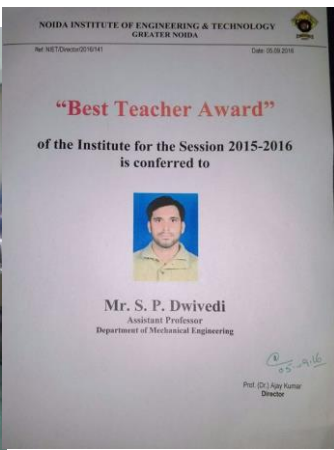 NOIDA INSTITUTE OF ENGINEERING & TECHNOLOGY
GREATER NOIDA
Ref: NIET/Director/2016/141
Date: 05.09.2016
“Best Teacher Award”
of the Institute for the Session 2015-2016
is conferred to
Mr. S. P. Dwivedi
Assistant Professor
Department of Mechanical Engineering
05-9-16
Prof. (Dr.) Ajay Kumar
Director